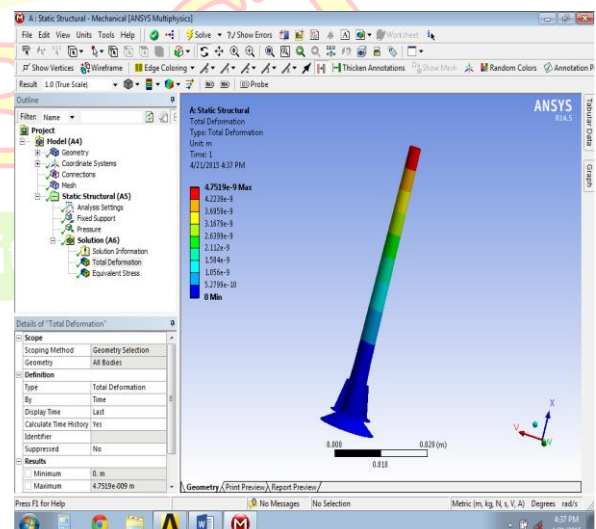 A : Static Structural - Mechanical [ANSYS Multiphysics]
File Edit View Units Tools Help Solve ?/ Show Errors Worksheet
Show Vertices Wireframe Edge Coloring Thicken Annotations Show Mesh Random Colors Annotation P
Result 1.0 (True Scale) Probe
Outline
Filter: Name
Project
Model (A4)
Geometry
Coordinate Systems
Connections
Mesh
Static Structural (A5)
Analysis Settings
Fixed Support
Pressure
Solution (A6)
Solution Information
Total Deformation
Equivalent Stress
Details of "Total Deformation"
Scope
Scoping Method Geometry Selection
Geometry All Bodies
Definition
Type Total Deformation
By Time
Display Time Last
Calculate Time History Yes
Identifier
Suppressed No
Results
Minimum 0. m
Maximum 4.7519e-009 m
A: Static Structural
Total Deformation
Type: Total Deformation
Unit: m
Time: 1
4/21/2015 4:37 PM
4.7519e-9 Max
4.2239e-9
3.6959e-9
3.1679e-9
2.6399e-9
2.112e-9
1.584e-9
1.056e-9
5.2799e-10
0 Min
ANSYS
R14.5
0.000 0.020 (m)
0.010
X
Tabular Data
Graph
Geometry Print Preview Report Preview
Press F1 for Help No Messages No Selection Metric (m, kg, N, s, V, A) Degrees rad/s
4:37 PM